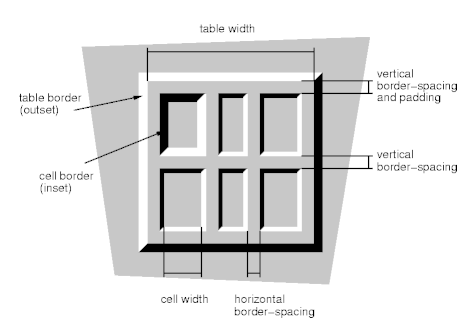 table width
vertical
border–spacing
and padding
table border
(outset)
vertical
border–spacing
cell border
(inset)
cell width
horizontal
border–spacing